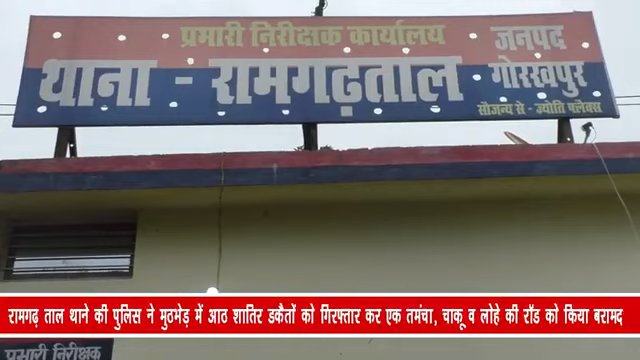 प्रभारी निरीक्षक कार्यालय
जनपद
थाना - रामगढ़ताल
गोरखपुर
सौजन्य से - ज्योति फ्लैक्स
रामगढ़ ताल थाने की पुलिस ने मुठभेड़ में आठ शातिर डकैतों को गिरफ्तार कर एक तमंचा, चाकू व लोहे की रॉड को किया बरामद
प्रभारी निरीक्षक